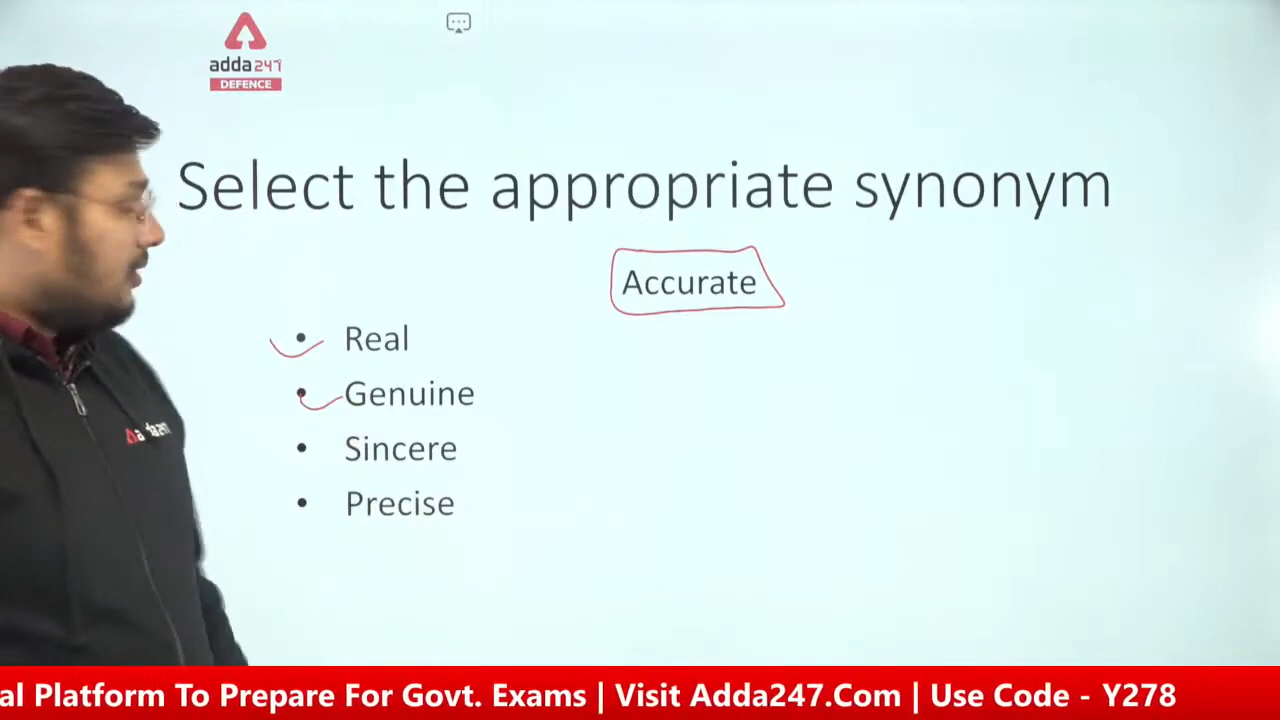 adda247
DEFENCE
Select the appropriate synonym
Accurate
• Real
• Genuine
• Sincere
• Precise
adda247
al Platform To Prepare For Govt. Exams | Visit Adda247.Com | Use Code - Y278